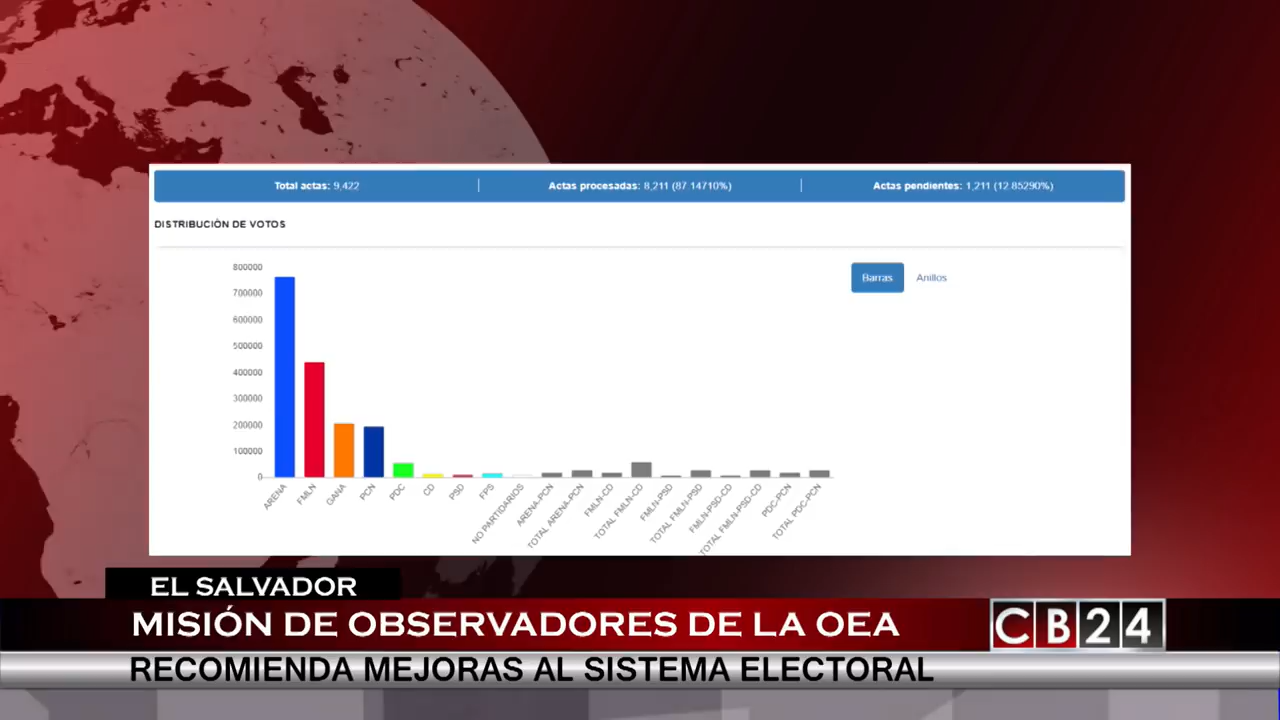 Total actas: 9,422
Actas procesadas: 8,211 (87.14710%)
Actas pendientes: 1,211 (12.85290%)
DISTRIBUCIÓN DE VOTOS
Barras
Anillos
800000
700000
600000
500000
400000
300000
200000
100000
0
ARENA
FMLN
GANA
PCN
PDC
CD
PSD
FPS
NO PARTIDARIOS
ARENA-PCN
TOTAL ARENA-PCN
FMLN-CD
TOTAL FMLN-CD
FMLN-PSD
TOTAL FMLN-PSD
FMLN-PSD-CD
TOTAL FMLN-PSD-CD
PDC-PCN
TOTAL PDC-PCN
EL SALVADOR
MISIÓN DE OBSERVADORES DE LA OEA
CB24
RECOMIENDA MEJORAS AL SISTEMA ELECTORAL